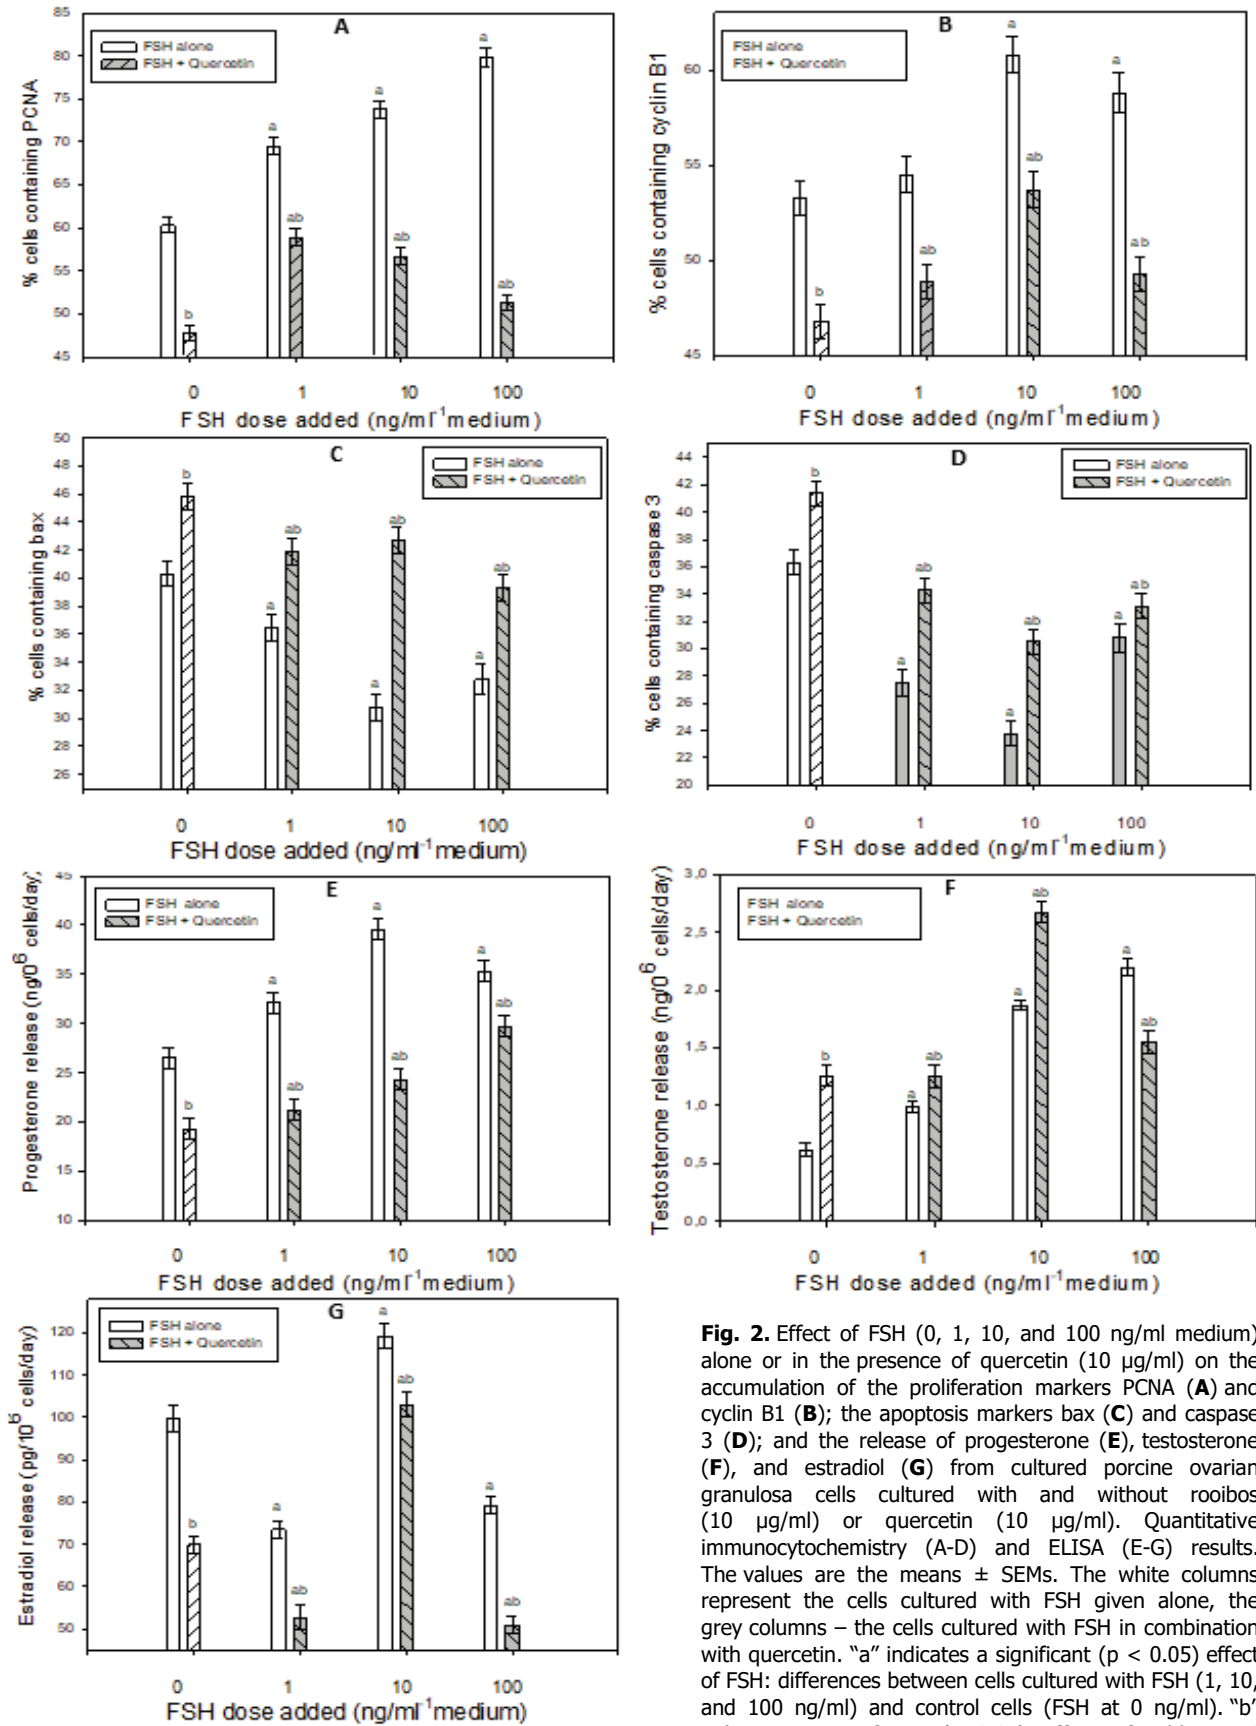 A
FSH alone
FSH + Quercetin
% cells containing PCNA
85
80
75
70
65
60
55
50
45
a
a
a
b
ab
ab
ab
0 1 10 100
FSH dose added (ng/ml⁻¹medium)
B
FSH alone
FSH + Quercetin
% cells containing cyclin B1
60
55
50
45
a
a
b
ab
ab
ab
0 1 10 100
FSH dose added (ng/ml⁻¹medium)
C
FSH alone
FSH + Quercetin
% cells containing bax
50
48
46
44
42
40
38
36
34
32
30
28
26
b
a
ab
a
ab
a
ab
0 1 10 100
FSH dose added (ng/ml⁻¹medium)
D
FSH alone
FSH + Quercetin
% cells containing caspase 3
44
42
40
38
36
34
32
30
28
26
24
22
20
b
a
ab
a
ab
a
ab
0 1 10 100
FSH dose added (ng/ml⁻¹medium)
E
FSH alone
FSH + Quercetin
Progesterone release (ng/0⁶ cells/day)
45
40
35
30
25
20
15
10
b
a
ab
a
ab
a
ab
0 1 10 100
FSH dose added (ng/ml⁻¹medium)
F
FSH alone
FSH + Quercetin
Testosterone release (ng/0⁶ cells/day)
3,0
2,5
2,0
1,5
1,0
0,5
0,0
b
a
ab
a
ab
a
ab
0 1 10 100
FSH dose added (ng/ml⁻¹medium)
G
FSH alone
FSH + Quercetin
Estradiol release (pg/10⁶ cells/day)
120
110
100
90
80
70
60
50
b
a
ab
a
ab
a
ab
0 1 10 100
FSH dose added (ng/ml⁻¹medium)
Fig. 2. Effect of FSH (0, 1, 10, and 100 ng/ml medium)
alone or in the presence of quercetin (10 µg/ml) on the
accumulation of the proliferation markers PCNA (A) and
cyclin B1 (B); the apoptosis markers bax (C) and caspase
3 (D); and the release of progesterone (E), testosterone
(F), and estradiol (G) from cultured porcine ovarian
granulosa cells cultured with and without rooibos
(10 µg/ml) or quercetin (10 µg/ml). Quantitative
immunocytochemistry (A-D) and ELISA (E-G) results.
The values are the means ± SEMs. The white columns
represent the cells cultured with FSH given alone, the
grey columns – the cells cultured with FSH in combination
with quercetin. "a" indicates a significant (p < 0.05) effect
of FSH: differences between cells cultured with FSH (1, 10,
and 100 ng/ml) and control cells (FSH at 0 ng/ml). "b"